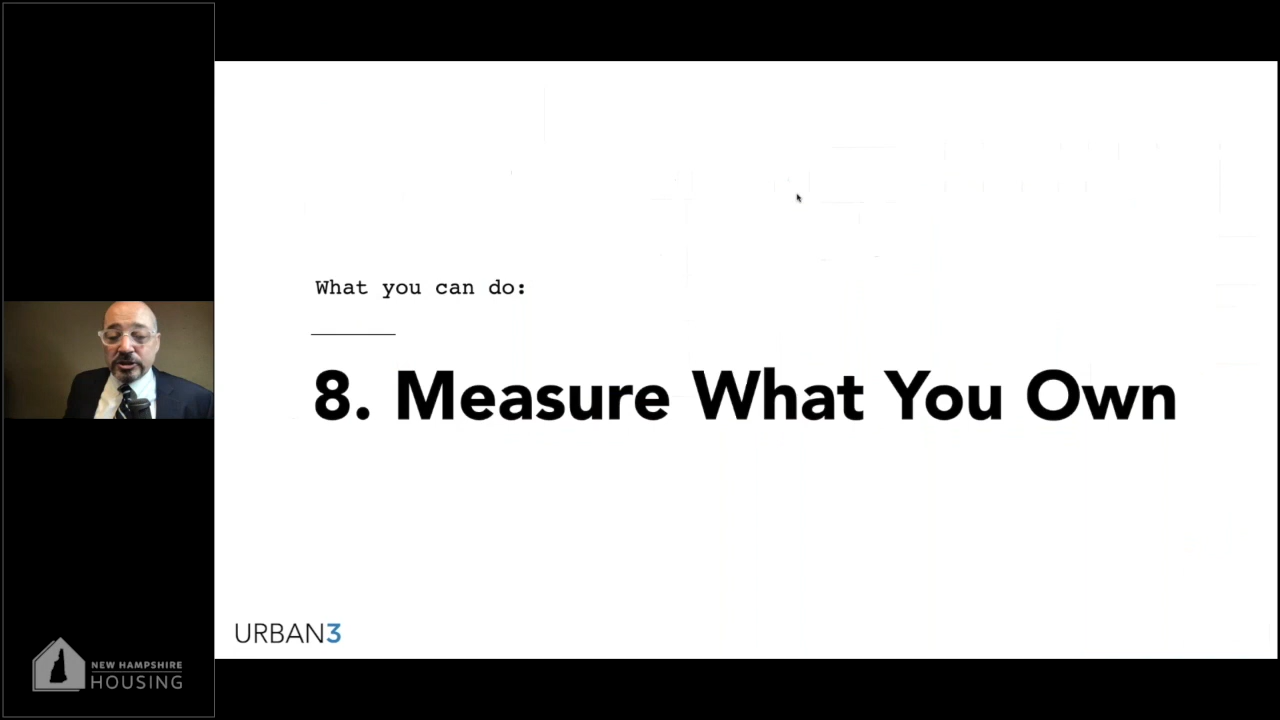 What you can do:
8. Measure What You Own
URBAN3
NEW HAMPSHIRE
HOUSING